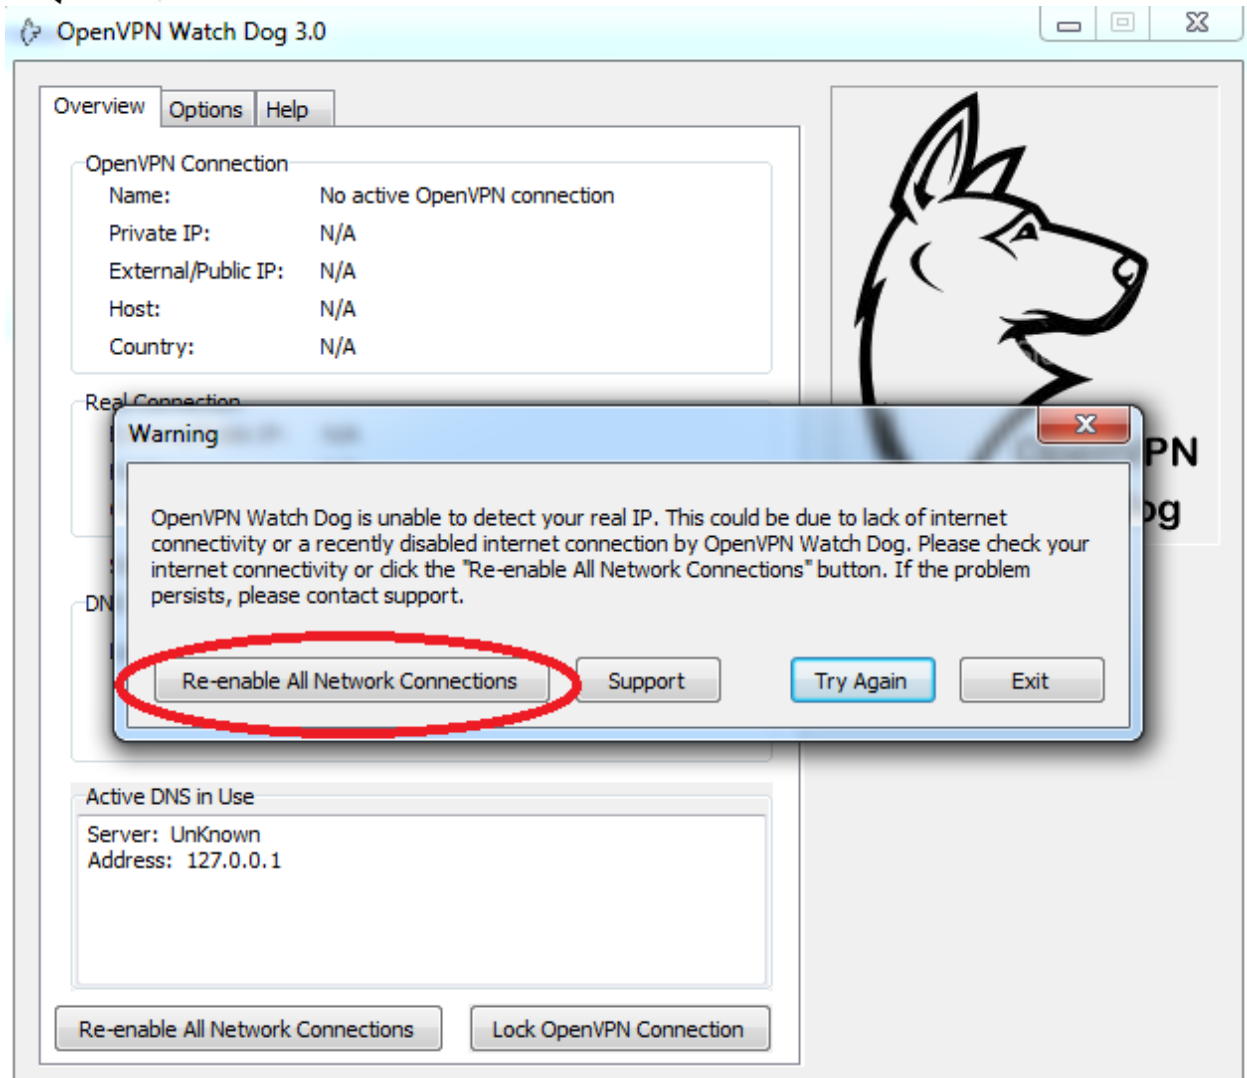 OpenVPN Watch Dog 3.0
Overview Options Help
OpenVPN Connection
Name: No active OpenVPN connection
Private IP: N/A
External/Public IP: N/A
Host: N/A
Country: N/A
Real Connection
PN
og
Warning
OpenVPN Watch Dog is unable to detect your real IP. This could be due to lack of internet
connectivity or a recently disabled internet connection by OpenVPN Watch Dog. Please check your
internet connectivity or click the "Re-enable All Network Connections" button. If the problem
persists, please contact support.
DN
Re-enable All Network Connections Support Try Again Exit
Active DNS in Use
Server: UnKnown
Address: 127.0.0.1
Re-enable All Network Connections Lock OpenVPN Connection